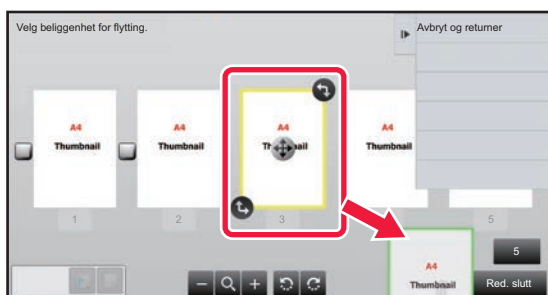 Velg beliggenhet for flytting.
Avbryt og returner
A4
Thumbnail
A4
Thumbnail
A4
Thumbnail
1
2
3
5
5
A4
Thumbnail
Red. slutt